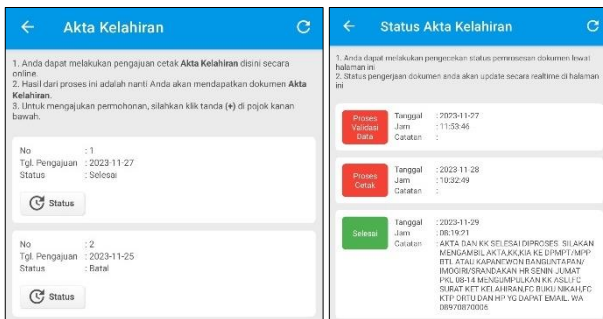 Akta Kelahiran
1. Anda dapat melakukan pengajuan cetak Akta Kelahiran disini secara
online.
2. Hasil dari proses ini adalah nanti Anda akan mendapatkan dokumen Akta
Kelahiran.
3. Untuk mengajukan permohonan, silahkan klik tanda (+) di pojok kanan
bawah.
No : 1
Tgl. Pengajuan : 2023-11-27
Status : Selesai
Status
No : 2
Tgl. Pengajuan : 2023-11-25
Status : Batal
Status
Status Akta Kelahiran
1. Anda dapat melakukan pengecekan status pemrosesan dokumen lewat
halaman ini
2. Status pengerjaan dokumen anda akan update secara realtime di halaman
ini
Proses
Validasi
Data
Tanggal : 2023-11-27
Jam : 11:53:46
Catatan :
Proses
Cetak
Tanggal : 2023-11-28
Jam : 10:32:49
Catatan :
Selesai
Tanggal : 2023-11-29
Jam : 08:19:21
Catatan : AKTA DAN KK SELESAI DIPROSES. SILAKAN
MENGAMBIL AKTA,KK,KIA KE DPMPT/MPP
BTL ATAU KAPANEWON BANGUNTAPAN/
IMOGIRI/SRANDAKAN HR SENIN JUMAT
PKL 08-14 MENGUMPULKAN KK ASLI,FC
SURAT KET KELAHIRAN,FC BUKU NIKAH,FC
KTP ORTU DAN HP YG DAPAT EMAIL. WA
08970870006